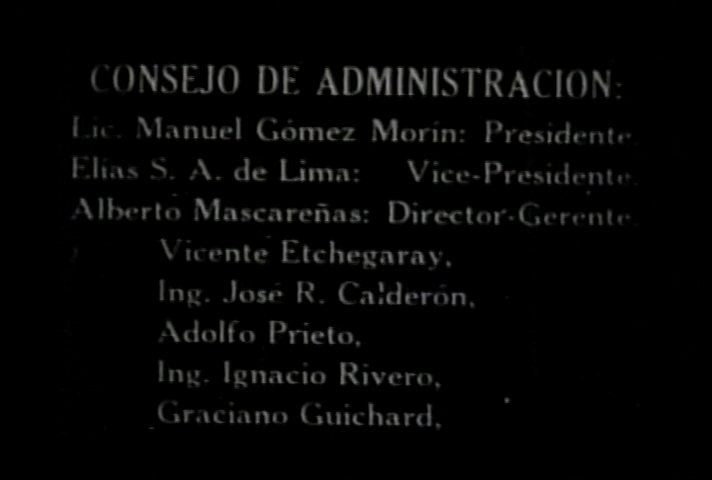 CONSEJO DE ADMINISTRACION:
Lic. Manuel Gómez Morín: Presidente.
Elías S. A. de Lima: Vice-Presidente.
Alberto Mascareñas: Director-Gerente.
Vicente Etchegaray,
Ing. José R. Calderón,
Adolfo Prieto,
Ing. Ignacio Rivero,
Graciano Guichard,